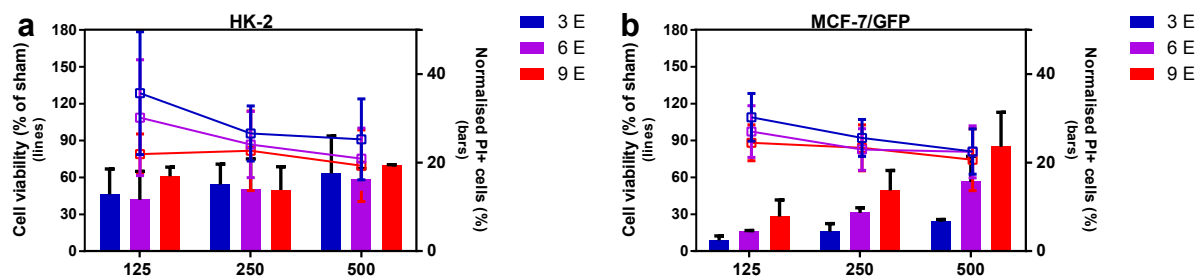 a
HK-2
Cell viability (% of sham)
(lines)
180
150
120
90
60
30
0
125
250
500
40
20
0
Normalised PI+ cells (%)
(bars)
3 E
6 E
9 E
b
MCF-7/GFP
Cell viability (% of sham)
(lines)
180
150
120
90
60
30
0
125
250
500
40
20
0
Normalised PI+ cells (%)
(bars)
3 E
6 E
9 E